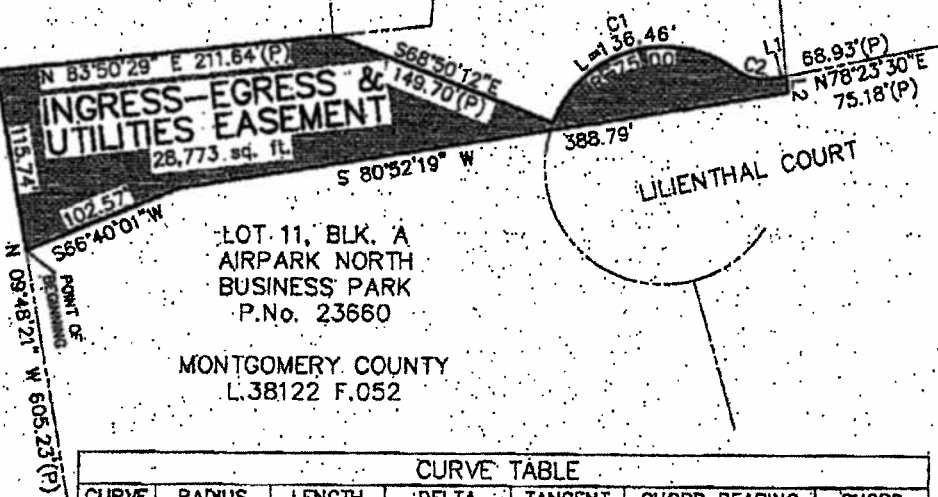 C1
L=136.46'
R=75.00
C2
L1
68.93'(P)
N78°23'30"E
75.18'(P)
N 83°50'29" E 211.64'(P)
S68°50'12"E
149.70'(P)
INGRESS-EGRESS &
UTILITIES EASEMENT
28,773 sq. ft.
115.74'
388.79'
S 80°52'19" W
LILIENTHAL COURT
102.57'
S66°40'01"W
POINT OF
BEGINNING
N 09°48'21" W 605.23'(P)
LOT 11, BLK. A
AIRPARK NORTH
BUSINESS PARK
P.No. 23660
MONTGOMERY COUNTY
L.38122 F.052
CURVE TABLE
CURVE RADIUS LENGTH DELTA TANGENT CHORD BEARING CHORD